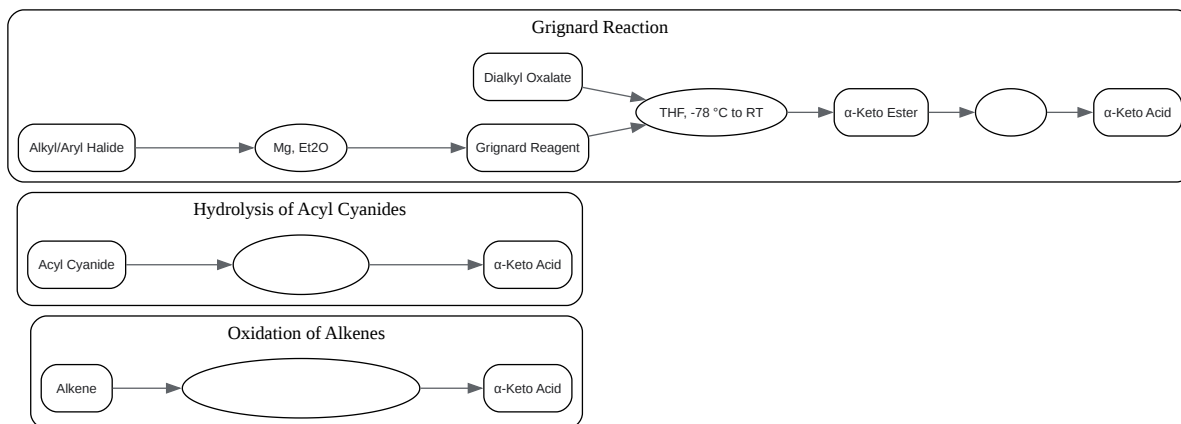 Grignard Reaction
Dialkyl Oxalate
Alkyl/Aryl Halide
Mg, Et2O
Grignard Reagent
THF, -78 °C to RT
α-Keto Ester
α-Keto Acid
Hydrolysis of Acyl Cyanides
Acyl Cyanide
α-Keto Acid
Oxidation of Alkenes
Alkene
α-Keto Acid